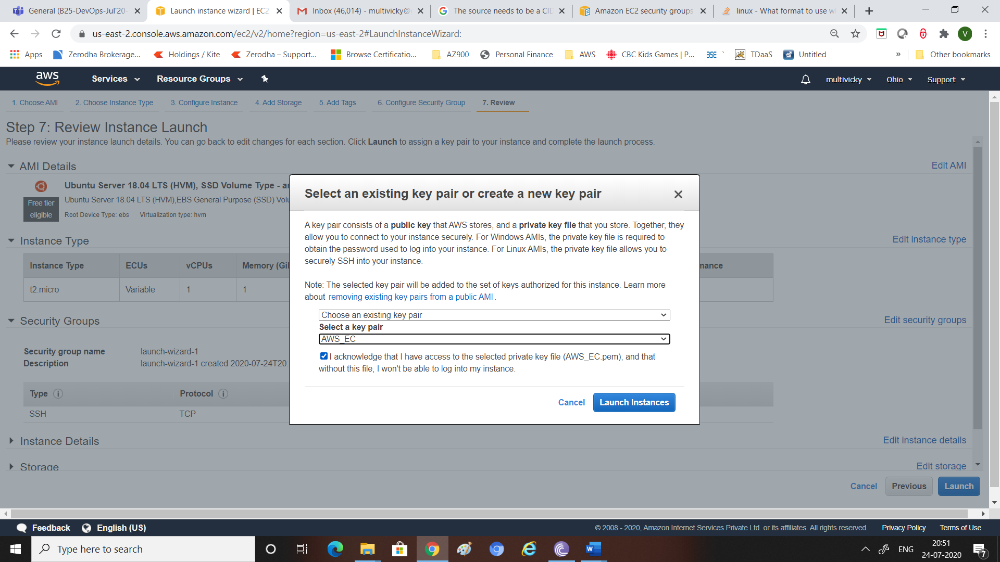 General (B25-DevOps-Jul'20-
Launch instance wizard | EC2
Inbox (46,014) - multivicky@
The source needs to be a CID
Amazon EC2 security groups
linux - What format to use w
us-east-2.console.aws.amazon.com/ec2/v2/home?region=us-east-2#LaunchInstanceWizard:
V
Apps
Zerodha Brokerage...
Holdings / Kite
Zerodha – Support...
Browse Certificatio...
AZ900
Personal Finance
AWS
CBC Kids Games | P...
BSE `
TDaaS
Untitled
»
Other bookmarks
aws
Services
Resource Groups
multivicky
Ohio
Support
1. Choose AMI
2. Choose Instance Type
3. Configure Instance
4. Add Storage
5. Add Tags
6. Configure Security Group
7. Review
Step 7: Review Instance Launch
Please review your instance launch details. You can go back to edit changes for each section. Click Launch to assign a key pair to your instance and complete the launch process.
AMI Details
Edit AMI
Ubuntu Server 18.04 LTS (HVM), SSD Volume Type - a
Free tier
eligible
Ubuntu Server 18.04 LTS (HVM),EBS General Purpose (SSD) Volu
Root Device Type: ebs
Virtualization type: hvm
Instance Type
Edit instance type
Instance Type
ECUs
vCPUs
Memory (GiB
mance
t2.micro
Variable
1
1
Security Groups
Edit security groups
Security group name
launch-wizard-1
Description
launch-wizard-1 created 2020-07-24T20:
Type
Protocol
SSH
TCP
Instance Details
Edit instance details
Storage
Edit storage
Select an existing key pair or create a new key pair
A key pair consists of a public key that AWS stores, and a private key file that you store. Together, they
allow you to connect to your instance securely. For Windows AMIs, the private key file is required to
obtain the password used to log into your instance. For Linux AMIs, the private key file allows you to
securely SSH into your instance.
Note: The selected key pair will be added to the set of keys authorized for this instance. Learn more
about removing existing key pairs from a public AMI.
Choose an existing key pair
Select a key pair
AWS_EC
I acknowledge that I have access to the selected private key file (AWS_EC.pem), and that
without this file, I won't be able to log into my instance.
Cancel
Launch Instances
Cancel
Previous
Launch
Feedback
English (US)
© 2008 - 2020, Amazon Internet Services Private Ltd. or its affiliates. All rights reserved.
Privacy Policy
Terms of Use
Type here to search
ENG
20:51
24-07-2020
7